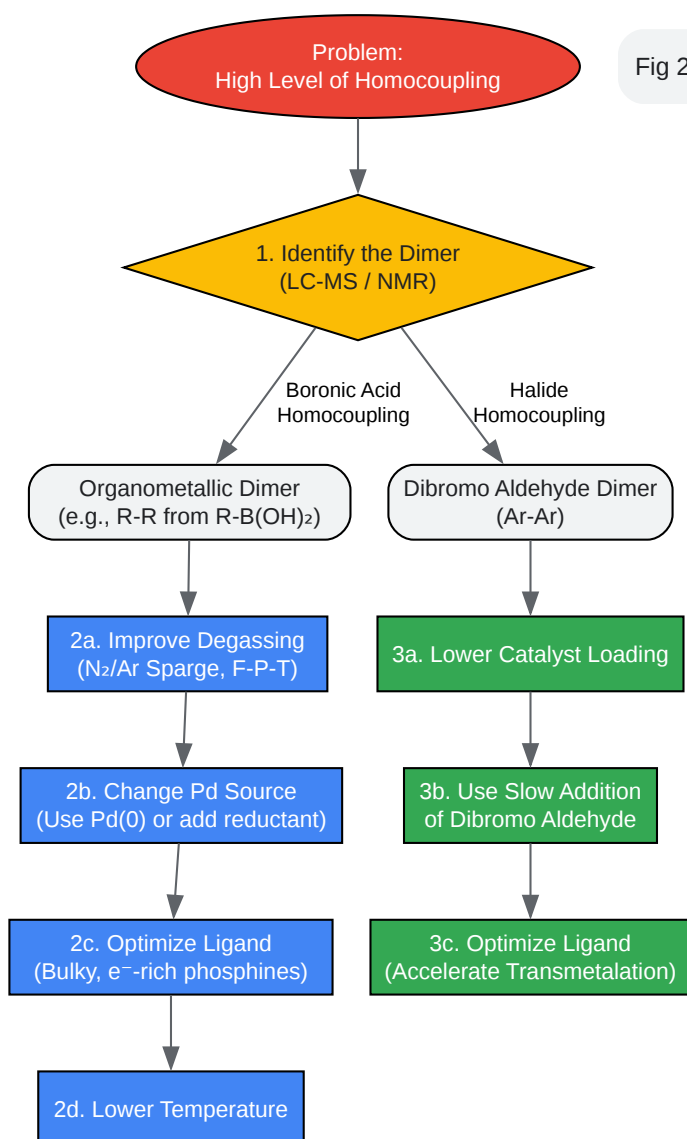 Problem:
High Level of Homocoupling
Fig 2
1. Identify the Dimer
(LC-MS / NMR)
Boronic Acid
Homocoupling
Halide
Homocoupling
Organometallic Dimer
(e.g., R-R from R-B(OH)₂)
Dibromo Aldehyde Dimer
(Ar-Ar)
2a. Improve Degassing
(N₂/Ar Sparge, F-P-T)
3a. Lower Catalyst Loading
2b. Change Pd Source
(Use Pd(0) or add reductant)
3b. Use Slow Addition
of Dibromo Aldehyde
2c. Optimize Ligand
(Bulky, e⁻-rich phosphines)
3c. Optimize Ligand
(Accelerate Transmetalation)
2d. Lower Temperature